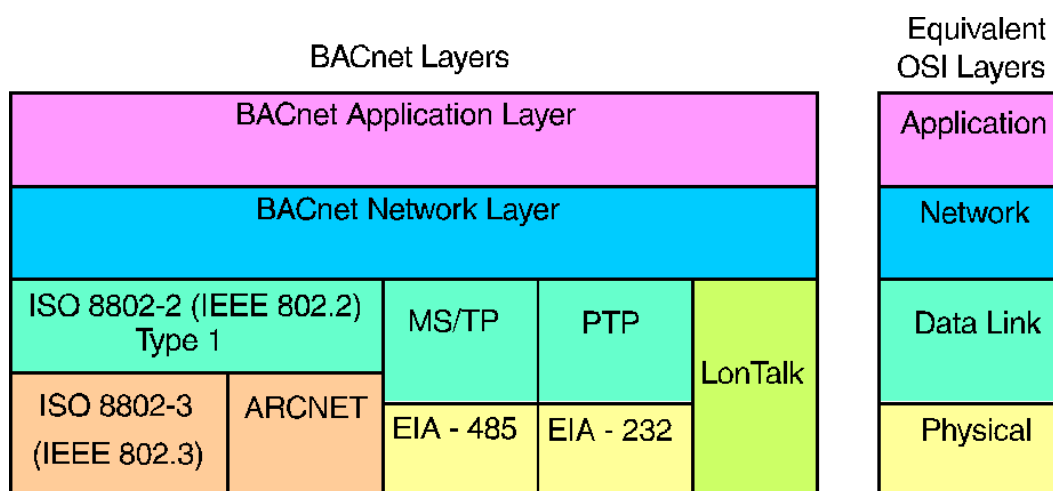 BACnet Layers
Equivalent
OSI Layers
BACnet Application Layer
Application
BACnet Network Layer
Network
ISO 8802-2 (IEEE 802.2)
Type 1
MS/TP
PTP
LonTalk
Data Link
ISO 8802-3
(IEEE 802.3)
ARCNET
EIA - 485
EIA - 232
Physical